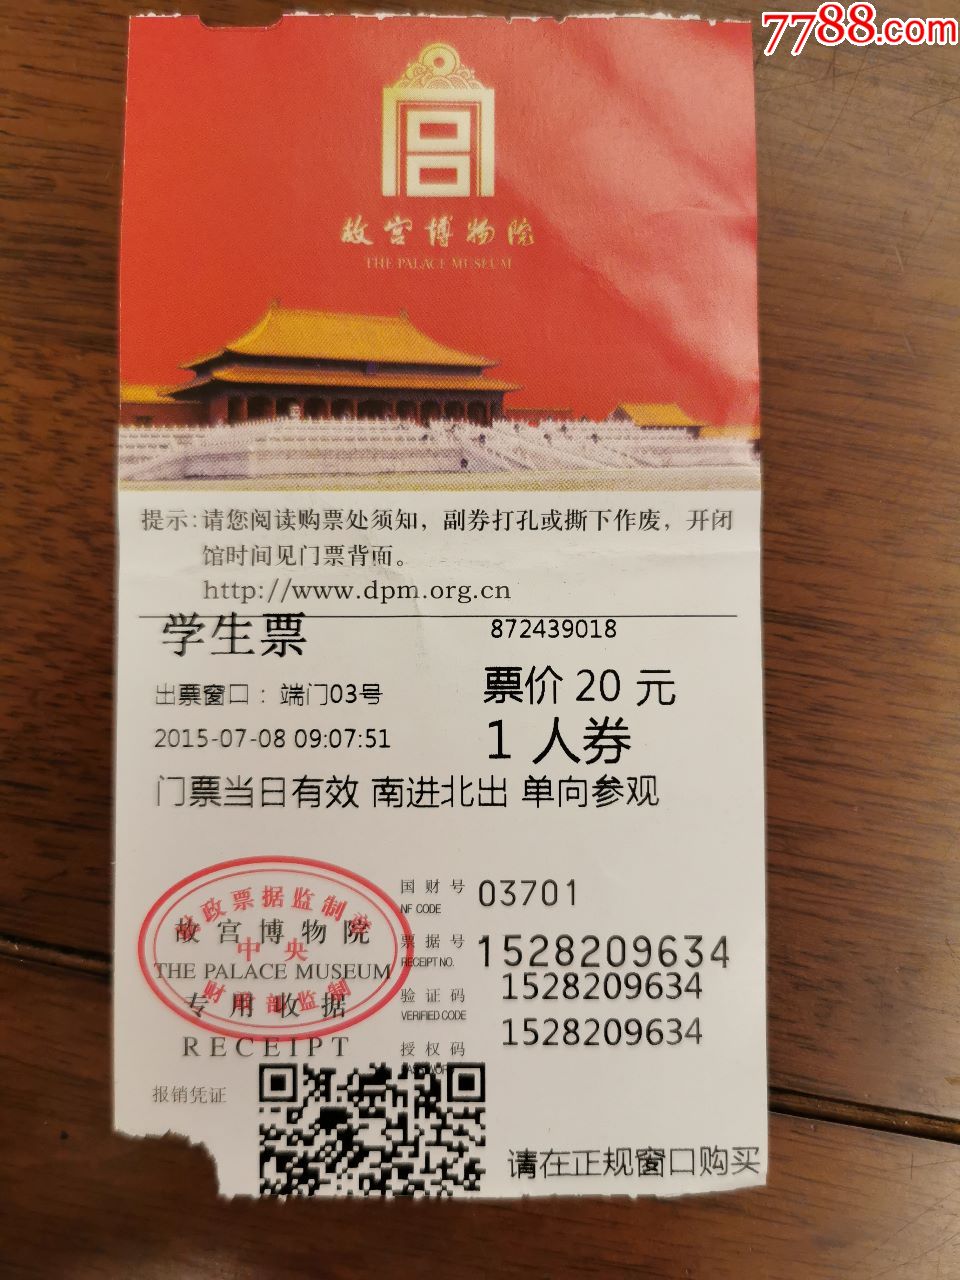 7788.com
故宫博物院
THE PALACE MUSEUM
提示:请您阅读购票处须知，副券打孔或撕下作废，开闭
馆时间见门票背面。
http://www.dpm.org.cn
学生票 872439018
出票窗口： 端门03号 票价 20 元
2015-07-08 09:07:51 1 人券
门票当日有效 南进北出 单向参观
政票据监制章
中央
财政部监制
故宫博物院
THE PALACE MUSEUM
专用收据
RECEIPT
报销凭证
国财号 03701
NF CODE
票据号 1528209634
RECEIPT NO.
验证码 1528209634
VERIFIED CODE
授权码 1528209634
请在正规窗口购买